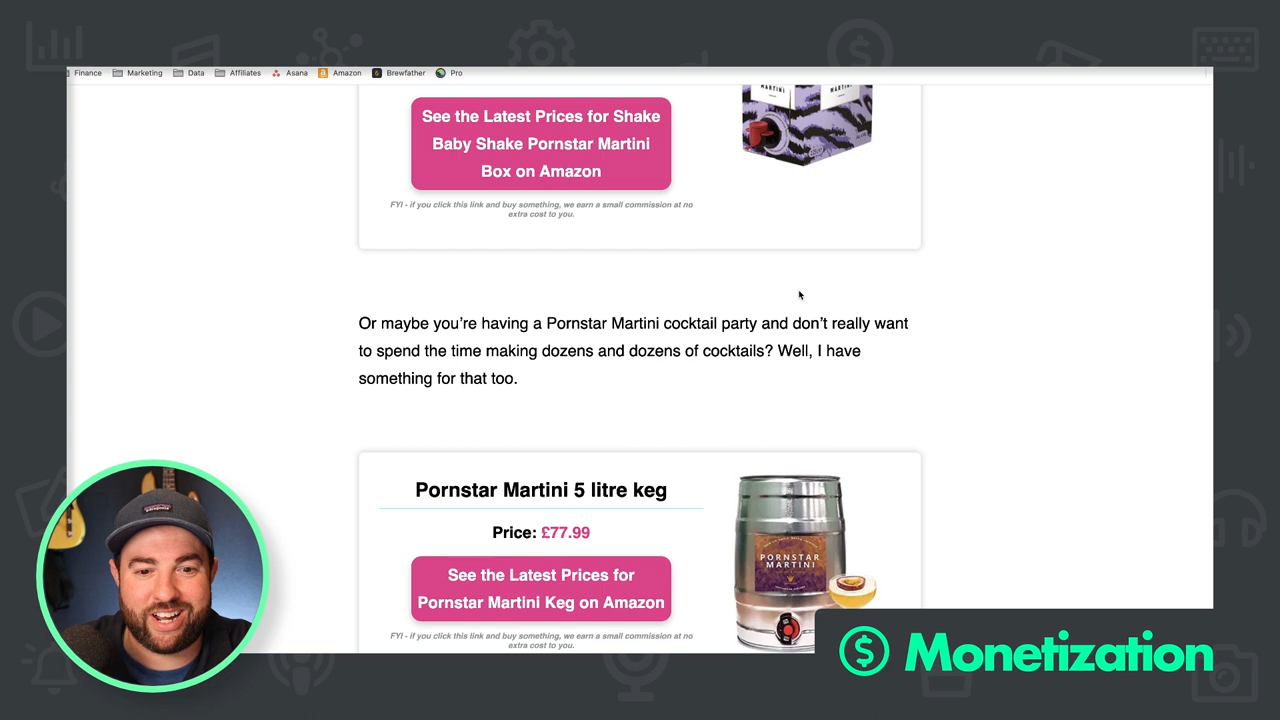 Finance Marketing Data Affiliates Asana Amazon Brewfather Pro
See the Latest Prices for Shake
Baby Shake Pornstar Martini
Box on Amazon
MARTINI MARTINI
FYI - if you click this link and buy something, we earn a small commission at no
extra cost to you.
Or maybe you’re having a Pornstar Martini cocktail party and don’t really want
to spend the time making dozens and dozens of cocktails? Well, I have
something for that too.
Pornstar Martini 5 litre keg
Price: £77.99
See the Latest Prices for
Pornstar Martini Keg on Amazon
FYI - if you click this link and buy something, we earn a small commission at no
extra cost to you.
PORNSTAR
MARTINI
patagonia
$ Monetization